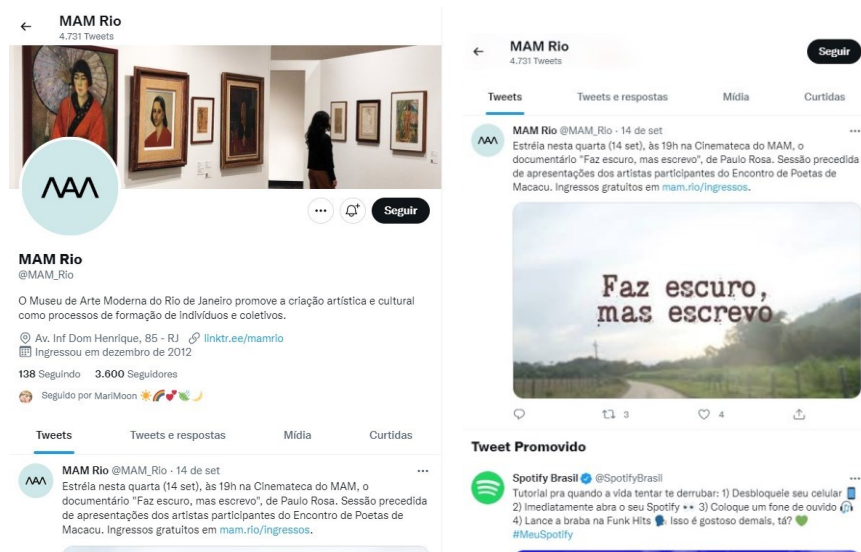 MAM Rio
4.731 Tweets
Seguir
MAM Rio
@MAM_Rio
O Museu de Arte Moderna do Rio de Janeiro promove a criação artística e cultural
como processos de formação de indivíduos e coletivos.
Av. Inf Dom Henrique, 85 - RJ linktr.ee/mamrio
Ingressou em dezembro de 2012
138 Seguindo 3.600 Seguidores
Seguido por MariMoon ☀️🌈💕🌛
Tweets Tweets e respostas Mídia Curtidas
MAM Rio @MAM_Rio · 14 de set
Estréia nesta quarta (14 set), às 19h na Cinemateca do MAM, o
documentário "Faz escuro, mas escrevo", de Paulo Rosa. Sessão precedida
de apresentações dos artistas participantes do Encontro de Poetas de
Macacu. Ingressos gratuitos em mam.rio/ingressos.
MAM Rio
4.731 Tweets
Seguir
Tweets Tweets e respostas Mídia Curtidas
MAM Rio @MAM_Rio · 14 de set
Estréia nesta quarta (14 set), às 19h na Cinemateca do MAM, o
documentário "Faz escuro, mas escrevo", de Paulo Rosa. Sessão precedida
de apresentações dos artistas participantes do Encontro de Poetas de
Macacu. Ingressos gratuitos em mam.rio/ingressos.
Faz escuro,
mas escrevo
3 4
Tweet Promovido
Spotify Brasil @SpotifyBrasil
Tutorial pra quando a vida tentar te derrubar: 1) Desbloqueie seu celular 📱
2) Imediatamente abra o seu Spotify 👀 3) Coloque um fone de ouvido 🎧
4) Lance a braba na Funk Hits 🗣️ Isso é gostoso demais, tá? 💚
#MeuSpotify